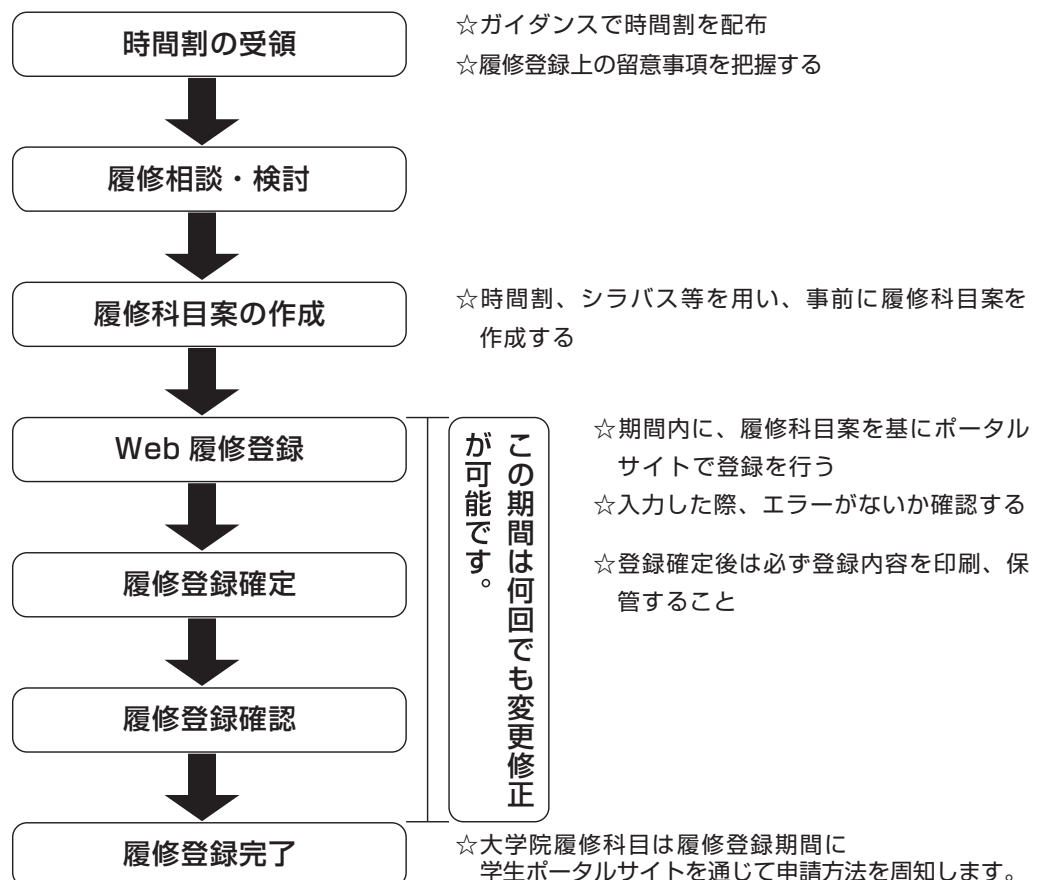 時間割の受領
☆ガイダンスで時間割を配布
☆履修登録上の留意事項を把握する
履修相談・検討
履修科目案の作成
☆時間割、シラバス等を用い、事前に履修科目案を
作成する
Web 履修登録
この期間は何回でも変更修正
が可能です。
☆期間内に、履修科目案を基にポータル
サイトで登録を行う
☆入力した際、エラーがないか確認する
履修登録確定
☆登録確定後は必ず登録内容を印刷、保
管すること
履修登録確認
履修登録完了
☆大学院履修科目は履修登録期間に
学生ポータルサイトを通じて申請方法を周知します。